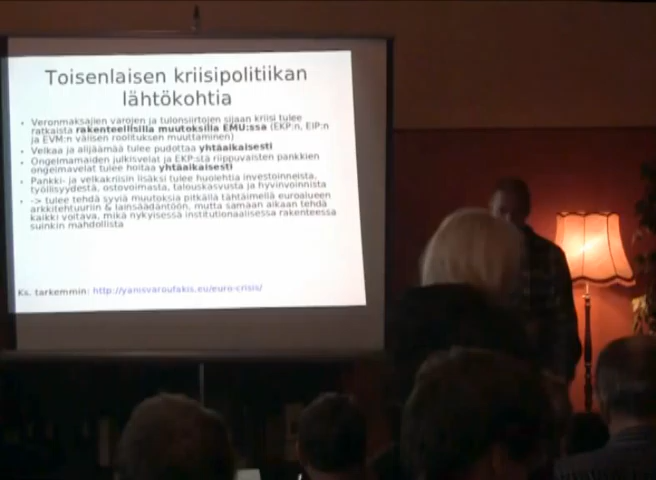 Toisenlaisen kriisipolitiikan
lähtökohtia
• Veronmaksajien varojen ja tulonsiirtojen sijaan kriisi tulee
ratkaista rakenteellisilla muutoksilla EMU:ssa (EKP:n, EIP:n
ja EVM:n välisen roolituksen muuttaminen)
• Velkaa ja alijäämää tulee pudottaa yhtäaikaisesti
• Ongelmamaiden julkisvelat ja EKP:stä riippuvaisten pankkien
ongelmavelat tulee hoitaa yhtäaikaisesti
• Pankki- ja velkakriisin lisäksi tulee huolehtia investoinneista,
työllisyydestä, ostovoimasta, talouskasvusta ja hyvinvoinnista
• -> tulee tehdä syviä muutoksia pitkällä tähtäimellä euroalueen
arkkitehtuuriin & lainsäädäntöön, mutta samaan aikaan tehdä
kaikki voitava, mikä nykyisessä institutionaalisessa rakenteessa
suinkin mahdollista
Ks. tarkemmin: http://yanisvaroufakis.eu/euro-crisis/